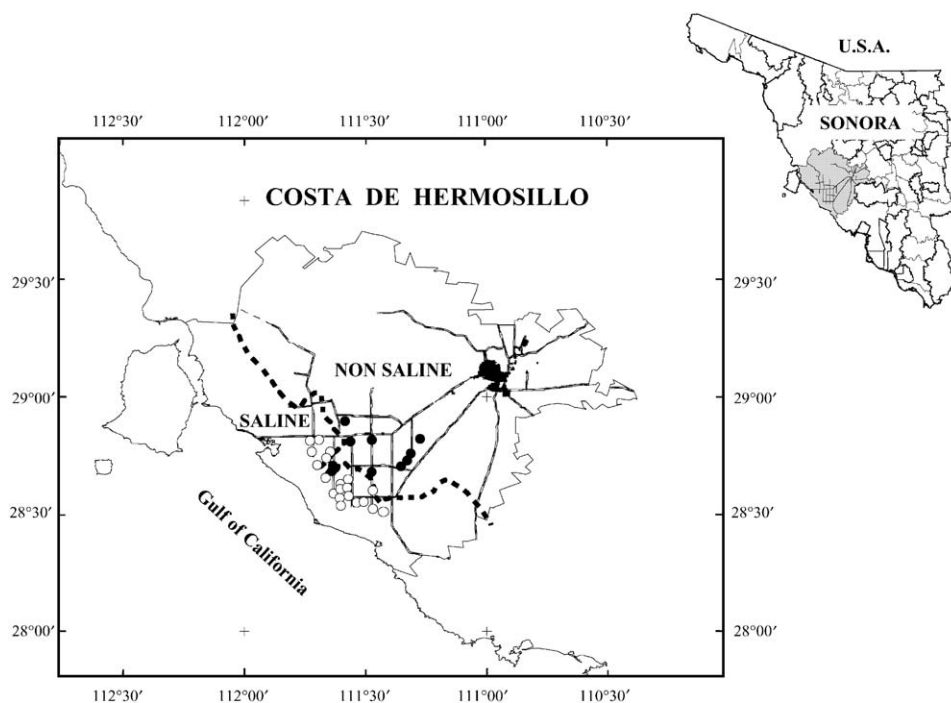 U.S.A.
SONORA
112°30′ 112°00′ 111°30′ 111°00′ 110°30′
COSTA DE HERMOSILLO
29°30′ 29°30′
NON SALINE
29°00′ 29°00′
SALINE
28°30′ 28°30′
Gulf of California
28°00′ 28°00′
112°30′ 112°00′ 111°30′ 111°00′ 110°30′